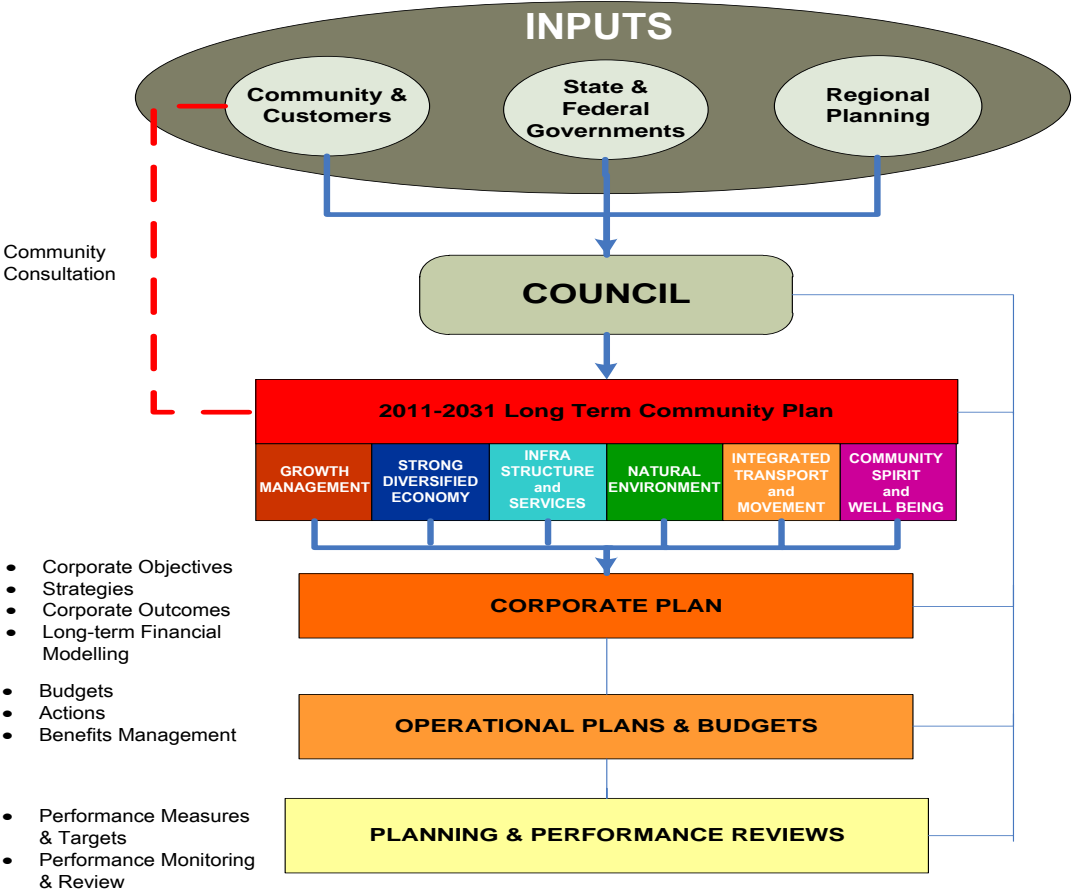 INPUTS
Community &
Customers
State &
Federal
Governments
Regional
Planning
Community
Consultation
COUNCIL
2011-2031 Long Term Community Plan
GROWTH
MANAGEMENT
STRONG
DIVERSIFIED
ECONOMY
INFRA
STRUCTURE
and
SERVICES
NATURAL
ENVIRONMENT
INTEGRATED
TRANSPORT
and
MOVEMENT
COMMUNITY
SPIRIT
and
WELL BEING
• Corporate Objectives
• Strategies
• Corporate Outcomes
• Long-term Financial
Modelling
CORPORATE PLAN
• Budgets
• Actions
• Benefits Management
OPERATIONAL PLANS & BUDGETS
• Performance Measures
& Targets
• Performance Monitoring
& Review
PLANNING & PERFORMANCE REVIEWS